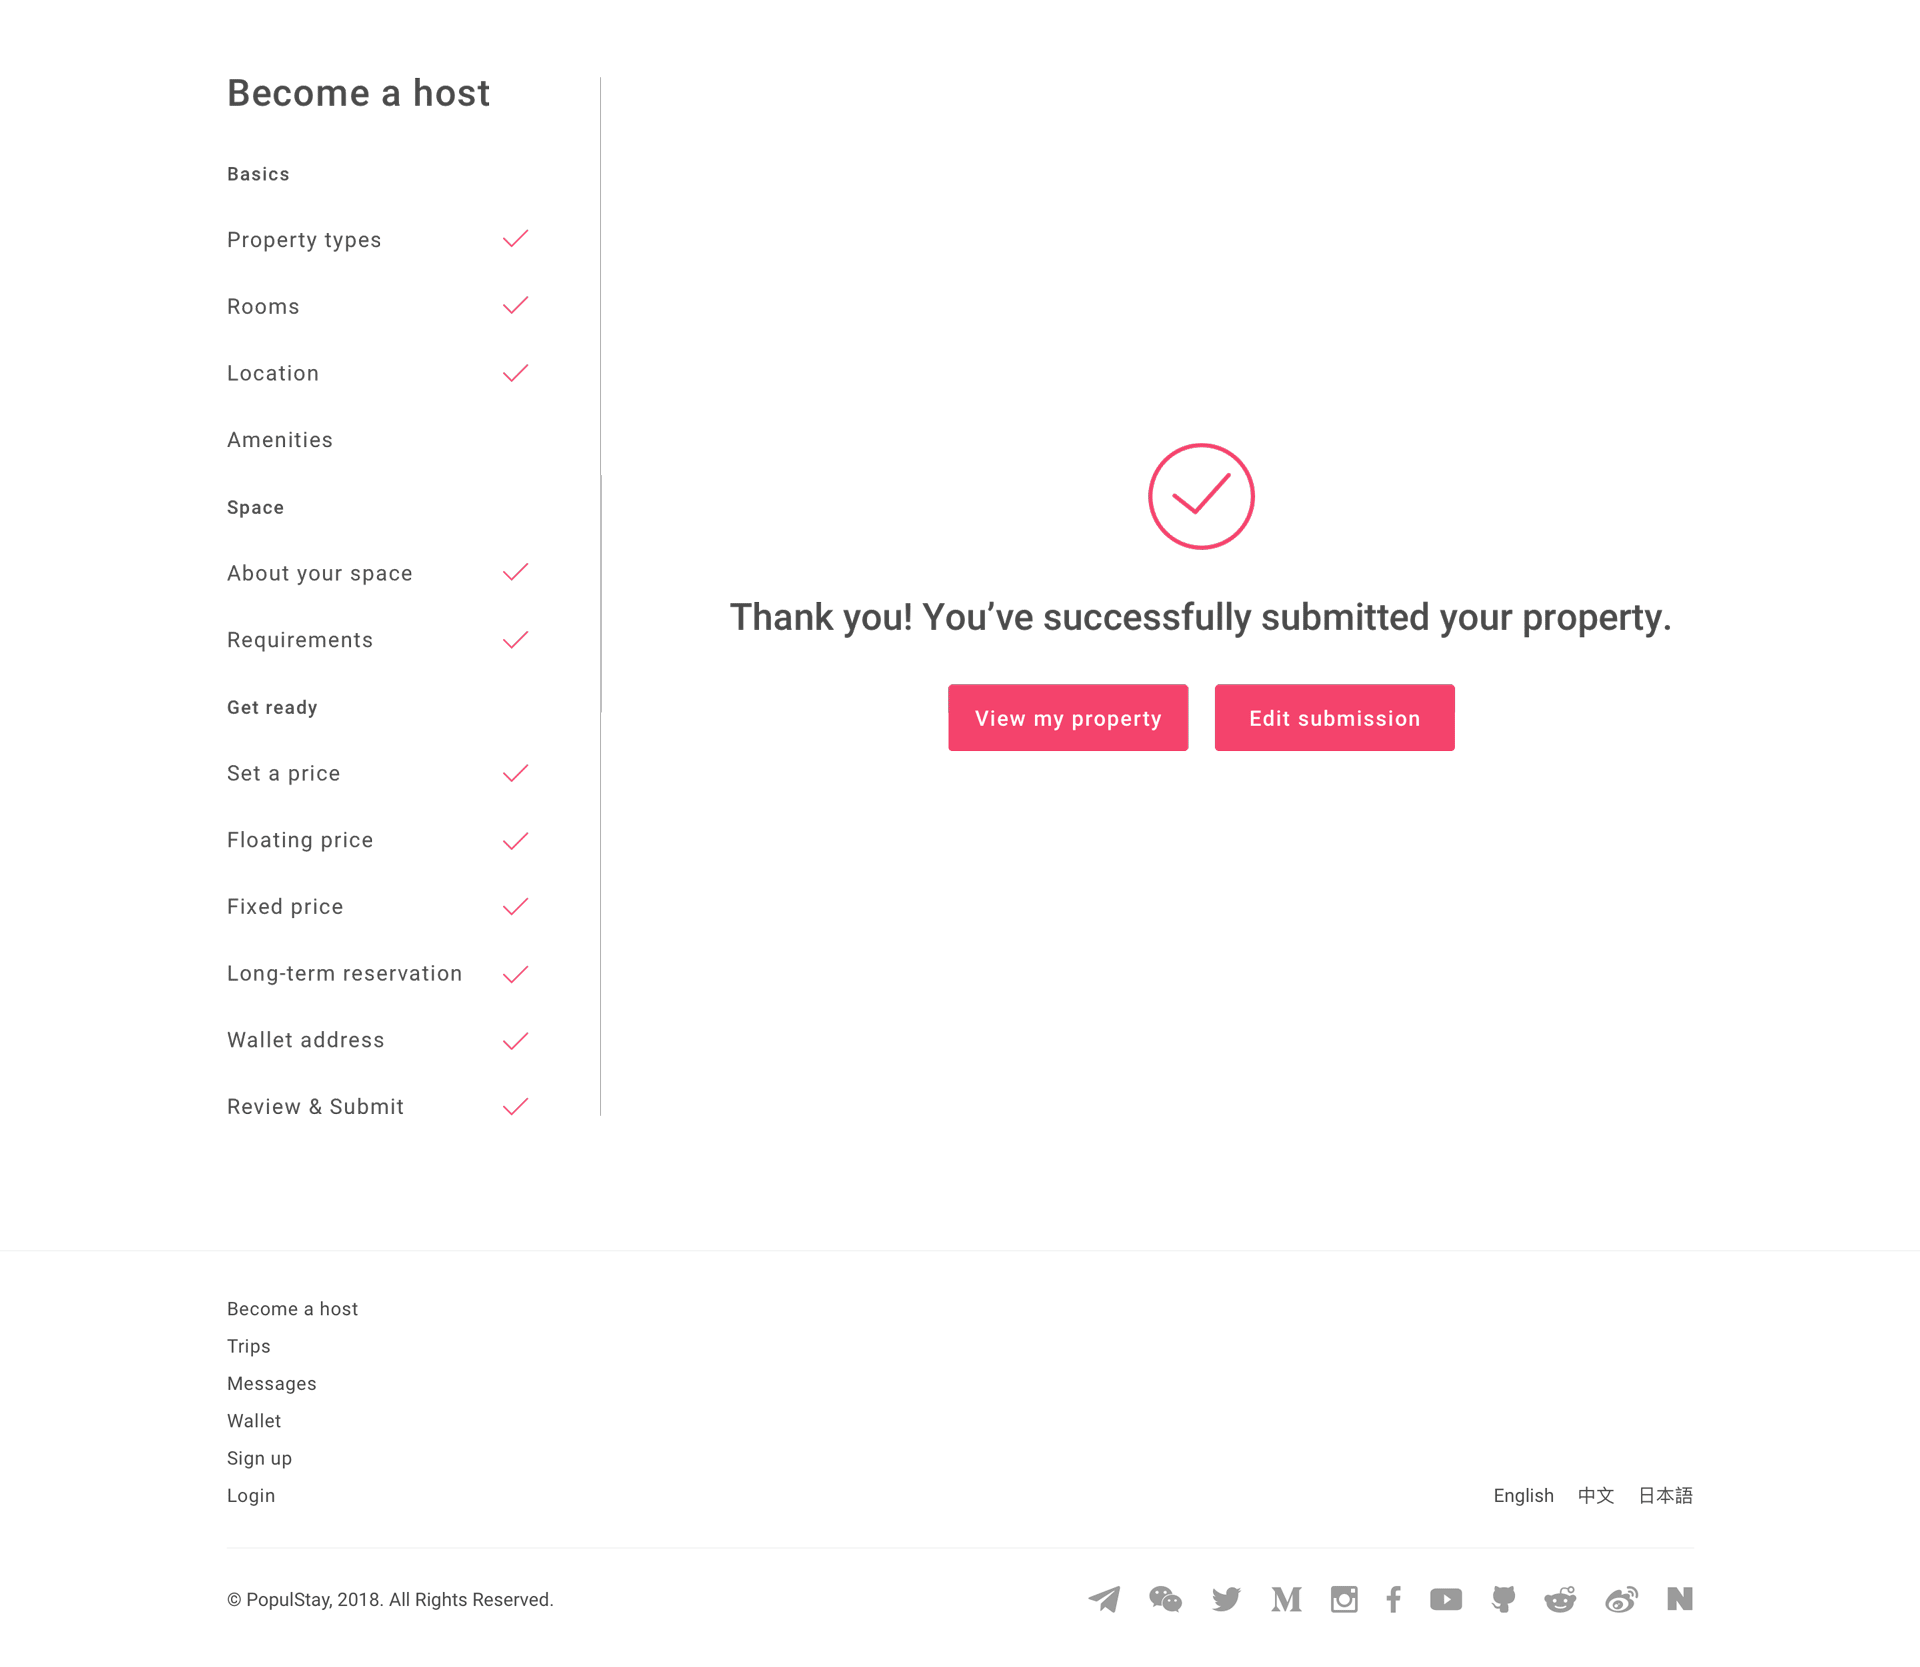 Become a host
Basics
Property types
Rooms
Location
Amenities
Space
About your space
Requirements
Get ready
Set a price
Floating price
Fixed price
Long-term reservation
Wallet address
Review & Submit
Thank you! You’ve successfully submitted your property.
View my property
Edit submission
Become a host
Trips
Messages
Wallet
Sign up
Login
English 中文 日本語
© PopulStay, 2018. All Rights Reserved.